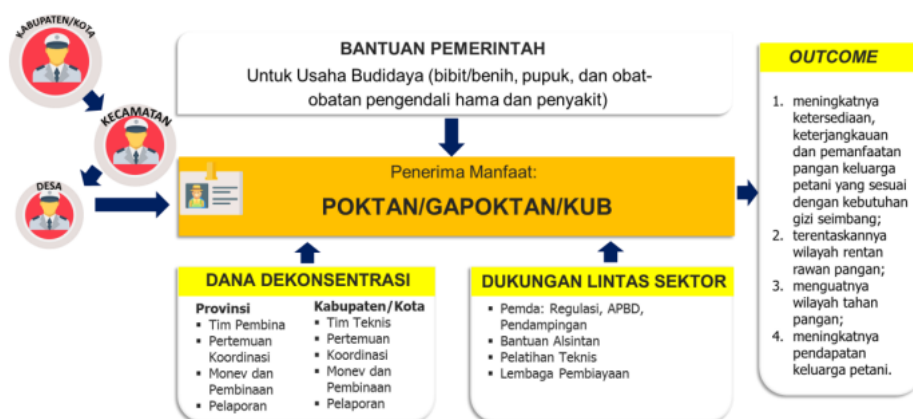 KABUPATEN/KOTA
KECAMATAN
DESA
BANTUAN PEMERINTAH
Untuk Usaha Budidaya (bibit/benih, pupuk, dan obat-
obatan pengendali hama dan penyakit)
Penerima Manfaat:
POKTAN/GAPOKTAN/KUB
DANA DEKONSENTRASI
Provinsi
▪ Tim Pembina
▪ Pertemuan
Koordinasi
▪ Monev dan
Pembinaan
▪ Pelaporan
Kabupaten/Kota
▪ Tim Teknis
▪ Pertemuan
▪ Koordinasi
▪ Monev dan
▪ Pembinaan
▪ Pelaporan
DUKUNGAN LINTAS SEKTOR
▪ Pemda: Regulasi, APBD,
Pendampingan
▪ Bantuan Alsintan
▪ Pelatihan Teknis
▪ Lembaga Pembiayaan
OUTCOME
1. meningkatnya
ketersediaan,
keterjangkauan
dan pemanfaatan
pangan keluarga
petani yang sesuai
dengan kebutuhan
gizi seimbang;
2. terentaskannya
wilayah rentan
rawan pangan;
3. menguatnya
wilayah tahan
pangan;
4. meningkatnya
pendapatan
keluarga petani.